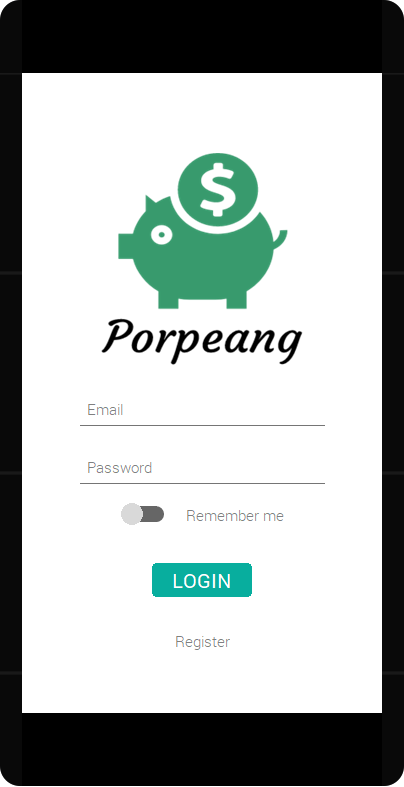 $
Porpeang
Email
Password
Remember me
LOGIN
Register